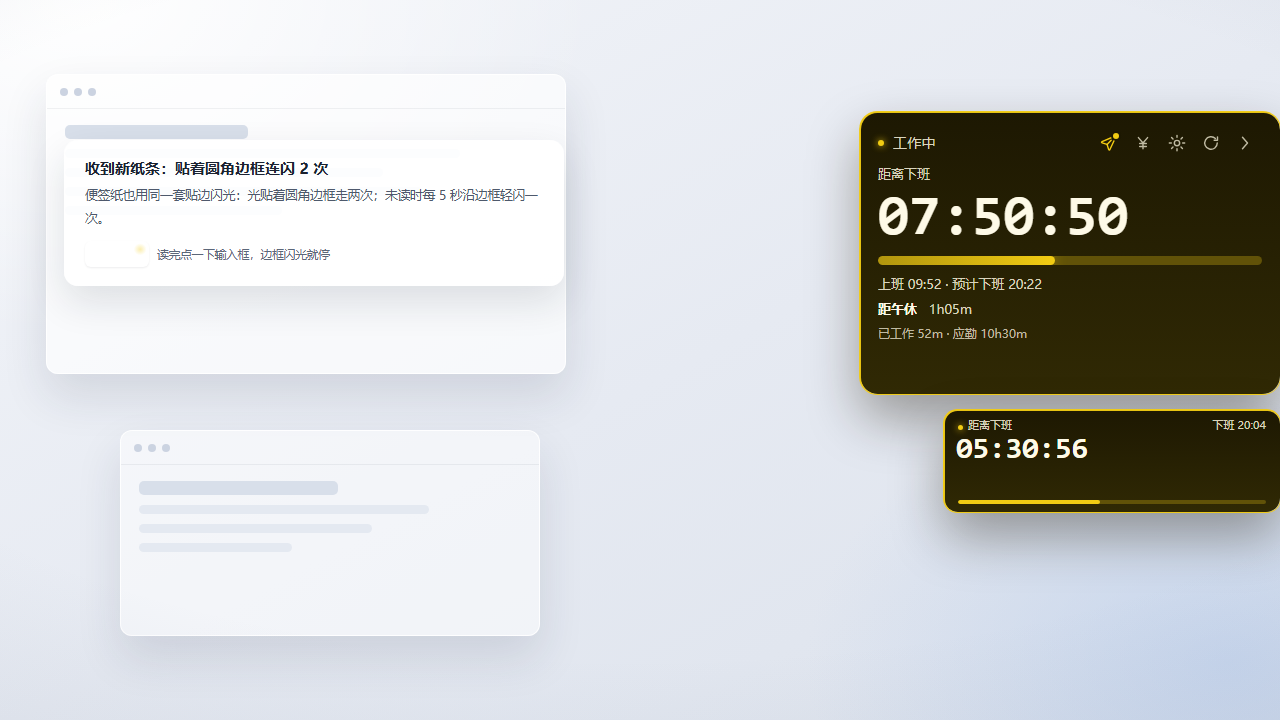 收到新纸条：贴着圆角边框连闪 2 次
便签纸也用同一套贴边闪光：光贴着圆角边框走两次；未读时每 5 秒沿边框轻闪一
次。
读完点一下输入框，边框闪光就停
工作中
距离下班
07:50:50
上班 09:52 · 预计下班 20:22
距午休 1h05m
已工作 52m · 应勤 10h30m
距离下班 下班 20:04
05:30:56